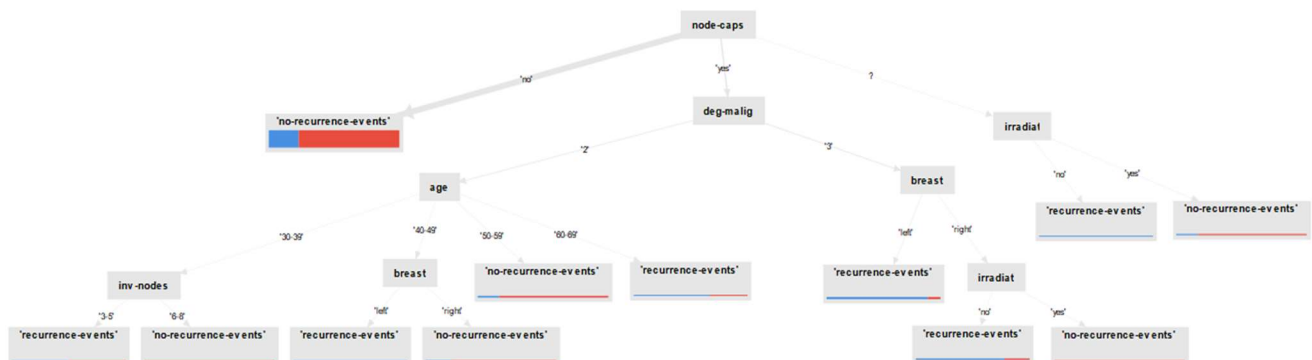 node-caps
'no'
'yes'
?
'no-recurrence-events'
deg-malig
irradiat
'2'
'3'
'no'
'yes'
age
breast
'recurrence-events'
'no-recurrence-events'
'30-39'
'40-49'
'50-59'
'60-69'
'left'
'right'
inv-nodes
breast
'no-recurrence-events'
'recurrence-events'
'recurrence-events'
irradiat
'3-5'
'6-8'
'left'
'right'
'no'
'yes'
'recurrence-events'
'no-recurrence-events'
'recurrence-events'
'no-recurrence-events'
'recurrence-events'
'no-recurrence-events'